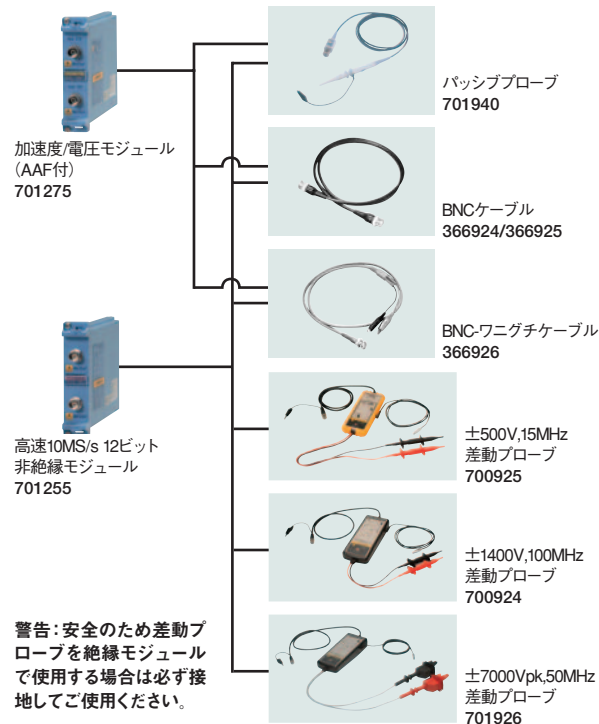 加速度/電圧モジュール
（AAF付）
701275
高速10MS/s 12ビット
非絶縁モジュール
701255
警告：安全のため差動プ
ローブを絶縁モジュール
で使用する場合は必ず接
地してご使用ください。
パッシブプローブ
701940
BNCケーブル
366924/366925
BNC-ワニグチケーブル
366926
±500V,15MHz
差動プローブ
700925
±1400V,100MHz
差動プローブ
700924
±7000Vpk,50MHz
差動プローブ
701926